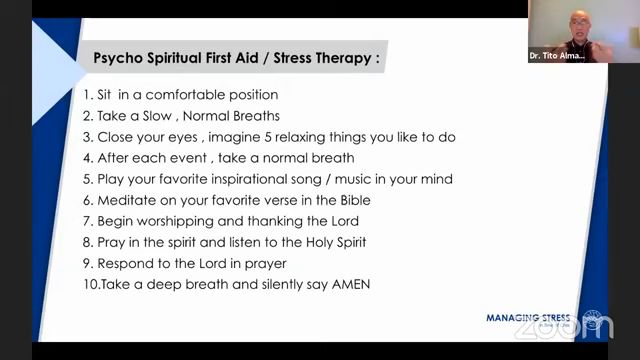 Psycho Spiritual First Aid / Stress Therapy :
1. Sit in a comfortable position
2. Take a Slow , Normal Breaths
3. Close your eyes , imagine 5 relaxing things you like to do
4. After each event , take a normal breath
5. Play your favorite inspirational song / music in your mind
6. Meditate on your favorite verse in the Bible
7. Begin worshipping and thanking the Lord
8. Pray in the spirit and listen to the Holy Spirit
9. Respond to the Lord in prayer
10.Take a deep breath and silently say AMEN
Dr. Tito Alma...
MANAGING STRESS
zoom